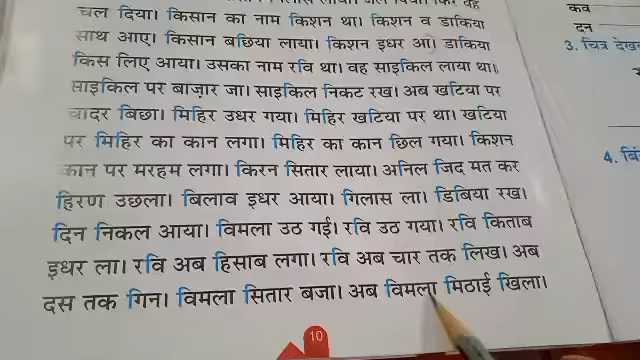 चल दिया। किसान का नाम किशन था। किशन व डाकिया
साथ आए। किसान बछिया लाया। किशन इधर आ। डाकिया
किस लिए आया। उसका नाम रवि था। वह साइकिल लाया था।
साइकिल पर बाज़ार जा। साइकिल निकट रख। अब खटिया पर
चादर बिछा। मिहिर उधर गया। मिहिर खटिया पर था। खटिया
पर मिहिर का कान लगा। मिहिर का कान छिल गया। किशन
कान पर मरहम लगा। किरन सितार लाया। अनिल जिद मत कर
हिरण उछला। बिलाव इधर आया। गिलास ला। डिबिया रख।
दिन निकल आया। विमला उठ गई। रवि उठ गया। रवि किताब
इधर ला। रवि अब हिसाब लगा। रवि अब चार तक लिख। अब
दस तक गिन। विमला सितार बजा। अब विमला मिठाई खिला।
10
कव
दन
3. चित्र देख
4. बिं